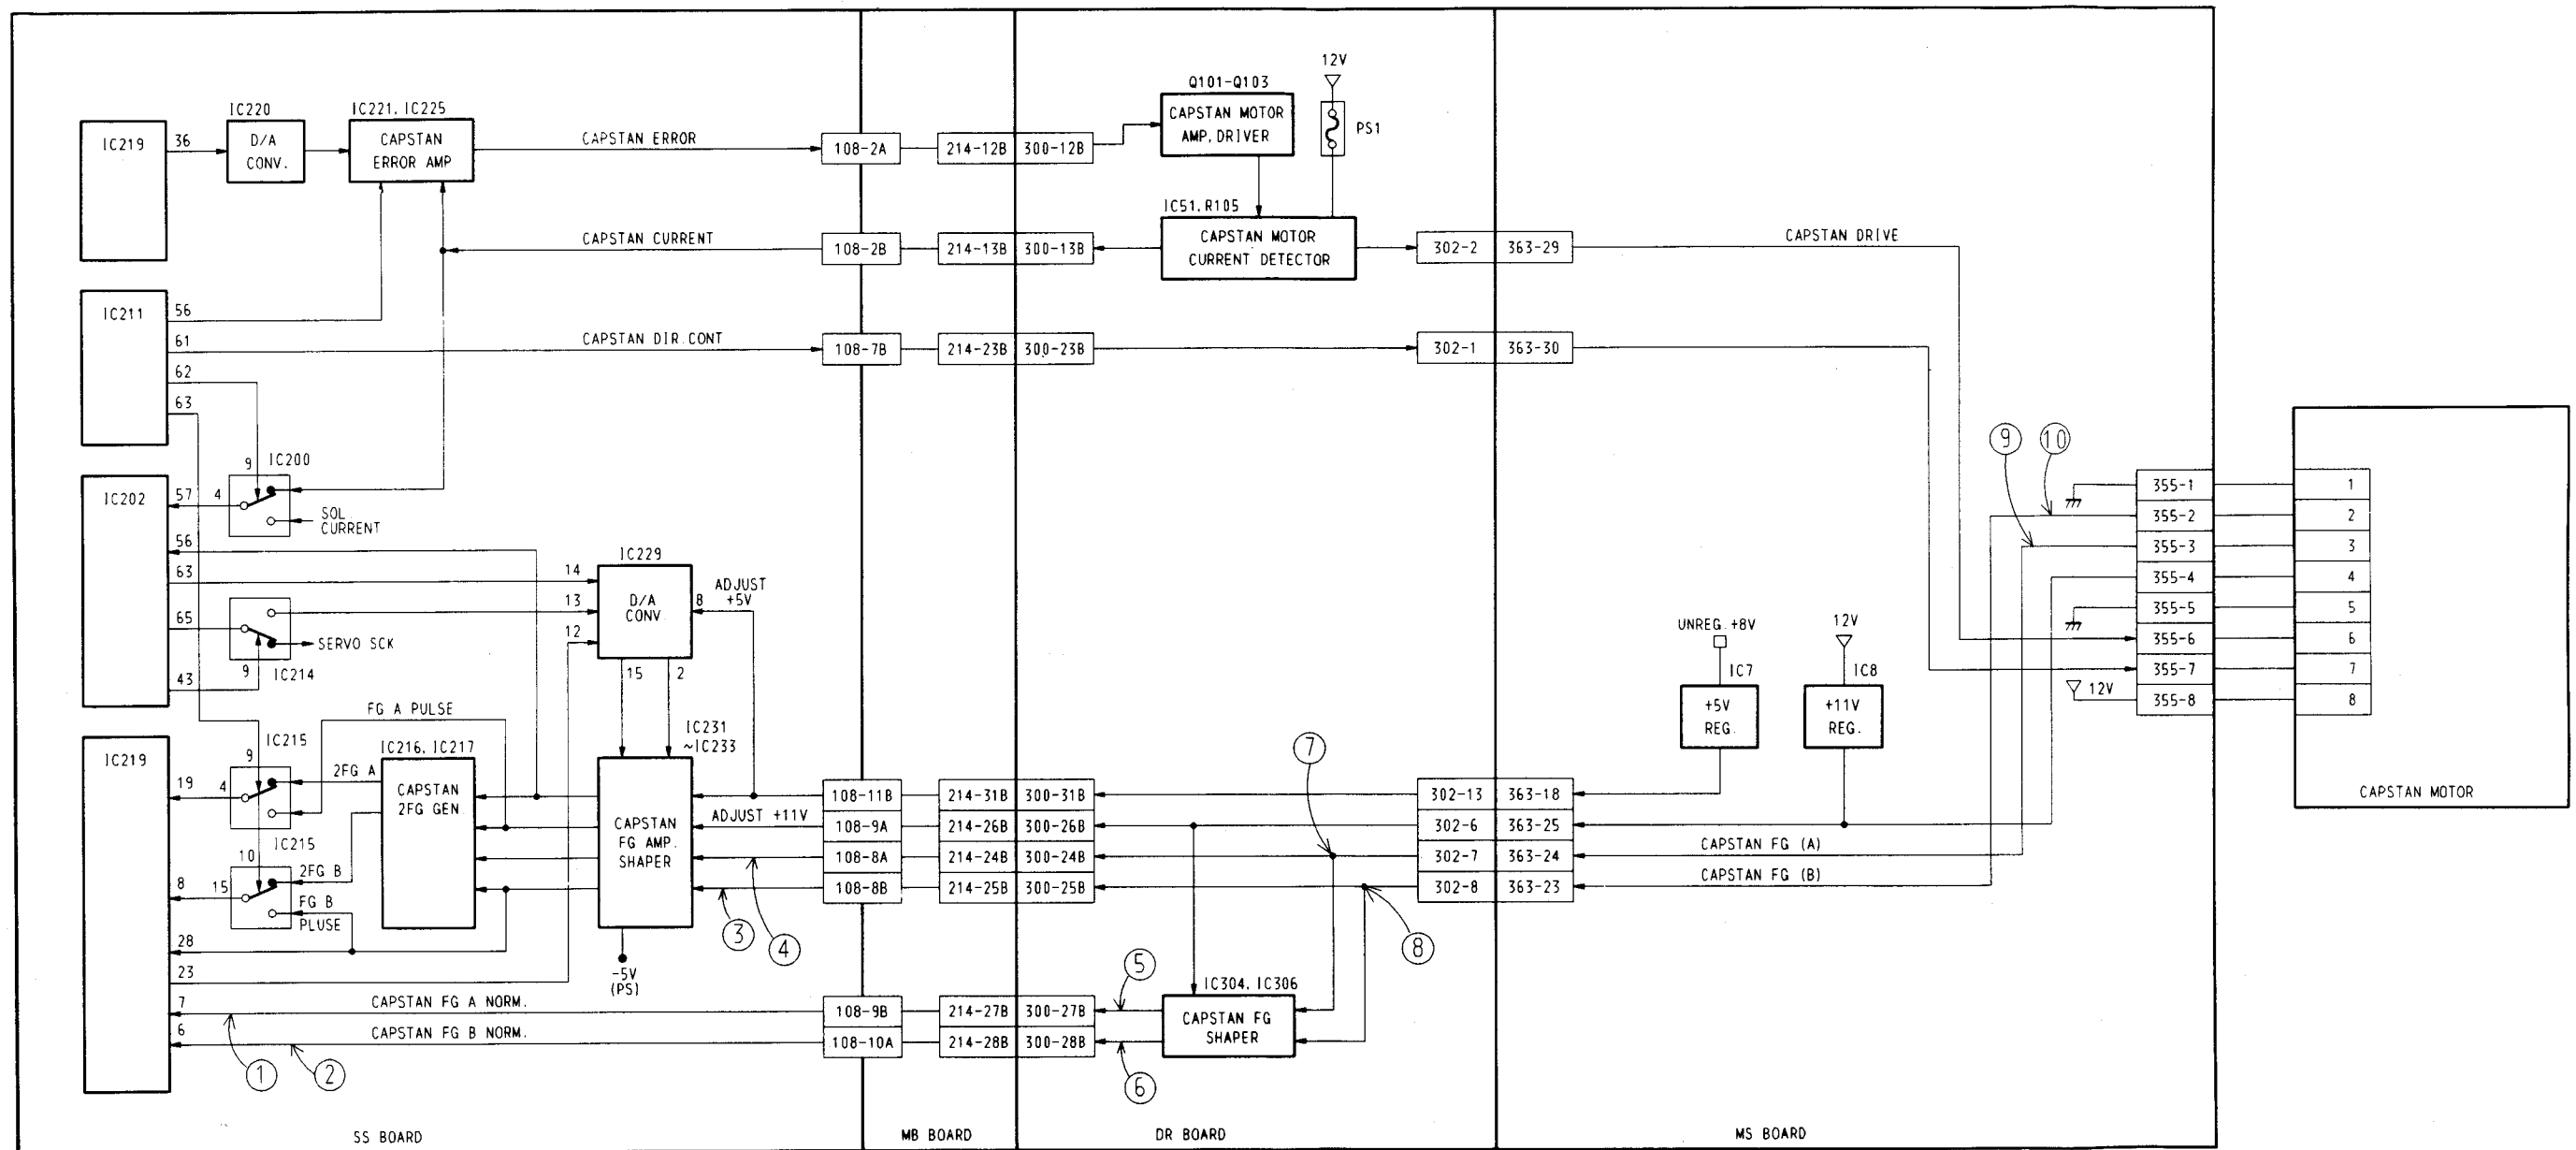 12V
Q101-Q103
CAPSTAN MOTOR
AMP, DRIVER
PS1
IC219
36
IC220
D/A
CONV.
IC221, IC225
CAPSTAN
ERROR AMP
CAPSTAN ERROR
108-2A
214-12B
300-12B
IC51, R105
CAPSTAN MOTOR
CURRENT DETECTOR
CAPSTAN CURRENT
108-2B
214-13B
300-13B
302-2
363-29
CAPSTAN DRIVE
IC211
56
61
62
63
CAPSTAN DIR.CONT
108-7B
214-23B
300-23B
302-1
363-30
9
IC200
IC202
57
4
SOL
CURRENT
56
63
65
43
14
13
12
IC229
D/A
CONV.
8
ADJUST
+5V
SERVO SCK
9
IC214
15
2
FG A PULSE
IC231
~IC233
IC219
19
4
9
IC215
2FG A
IC216, IC217
CAPSTAN
2FG GEN.
CAPSTAN
FG AMP.
SHAPER
ADJUST +11V
108-11B
214-31B
300-31B
302-13
363-18
108-9A
214-26B
300-26B
302-6
363-25
108-8A
214-24B
300-24B
302-7
363-24
CAPSTAN FG (A)
108-8B
214-25B
300-25B
302-8
363-23
CAPSTAN FG (B)
UNREG.+8V
IC7
+5V
REG.
12V
IC8
+11V
REG.
7
8
10
IC215
8
15
2FG B
FG B
PLUSE
28
23
3
4
-5V
(PS)
7
CAPSTAN FG A NORM.
108-9B
214-27B
300-27B
5
6
CAPSTAN FG B NORM.
108-10A
214-28B
300-28B
6
IC304, IC306
CAPSTAN FG
SHAPER
1
2
9
10
355-1
1
355-2
2
355-3
3
355-4
4
355-5
5
355-6
6
355-7
7
12V
355-8
8
CAPSTAN MOTOR
SS BOARD
MB BOARD
DR BOARD
MS BOARD